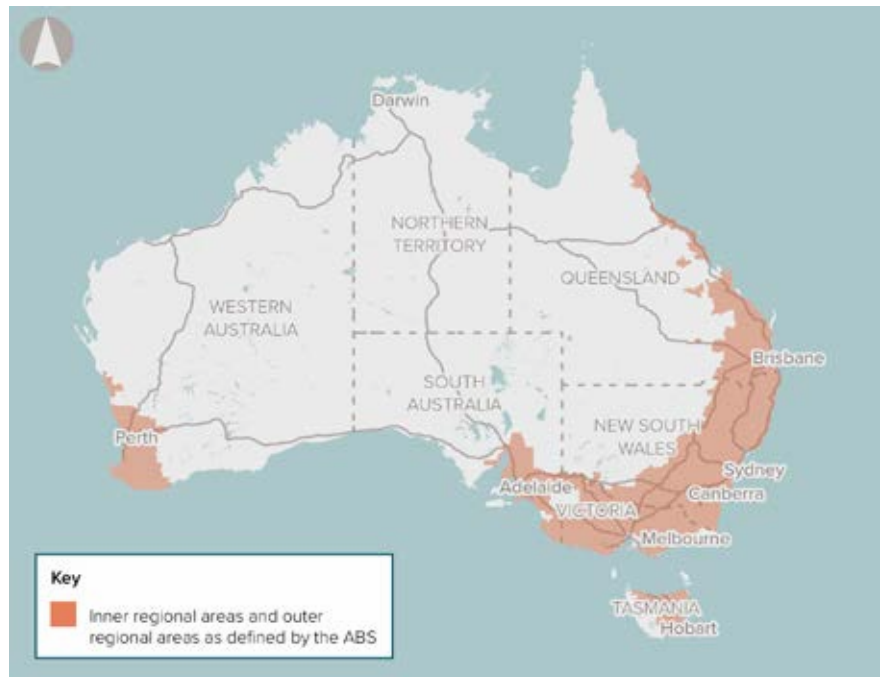 Darwin
NORTHERN
TERRITORY
QUEENSLAND
WESTERN
AUSTRALIA
Brisbane
SOUTH
AUSTRALIA
NEW SOUTH
WALES
Perth
Sydney
Adelaide
Canberra
VICTORIA
Melbourne
Key
Inner regional areas and outer
regional areas as defined by the ABS
TASMANIA
Hobart